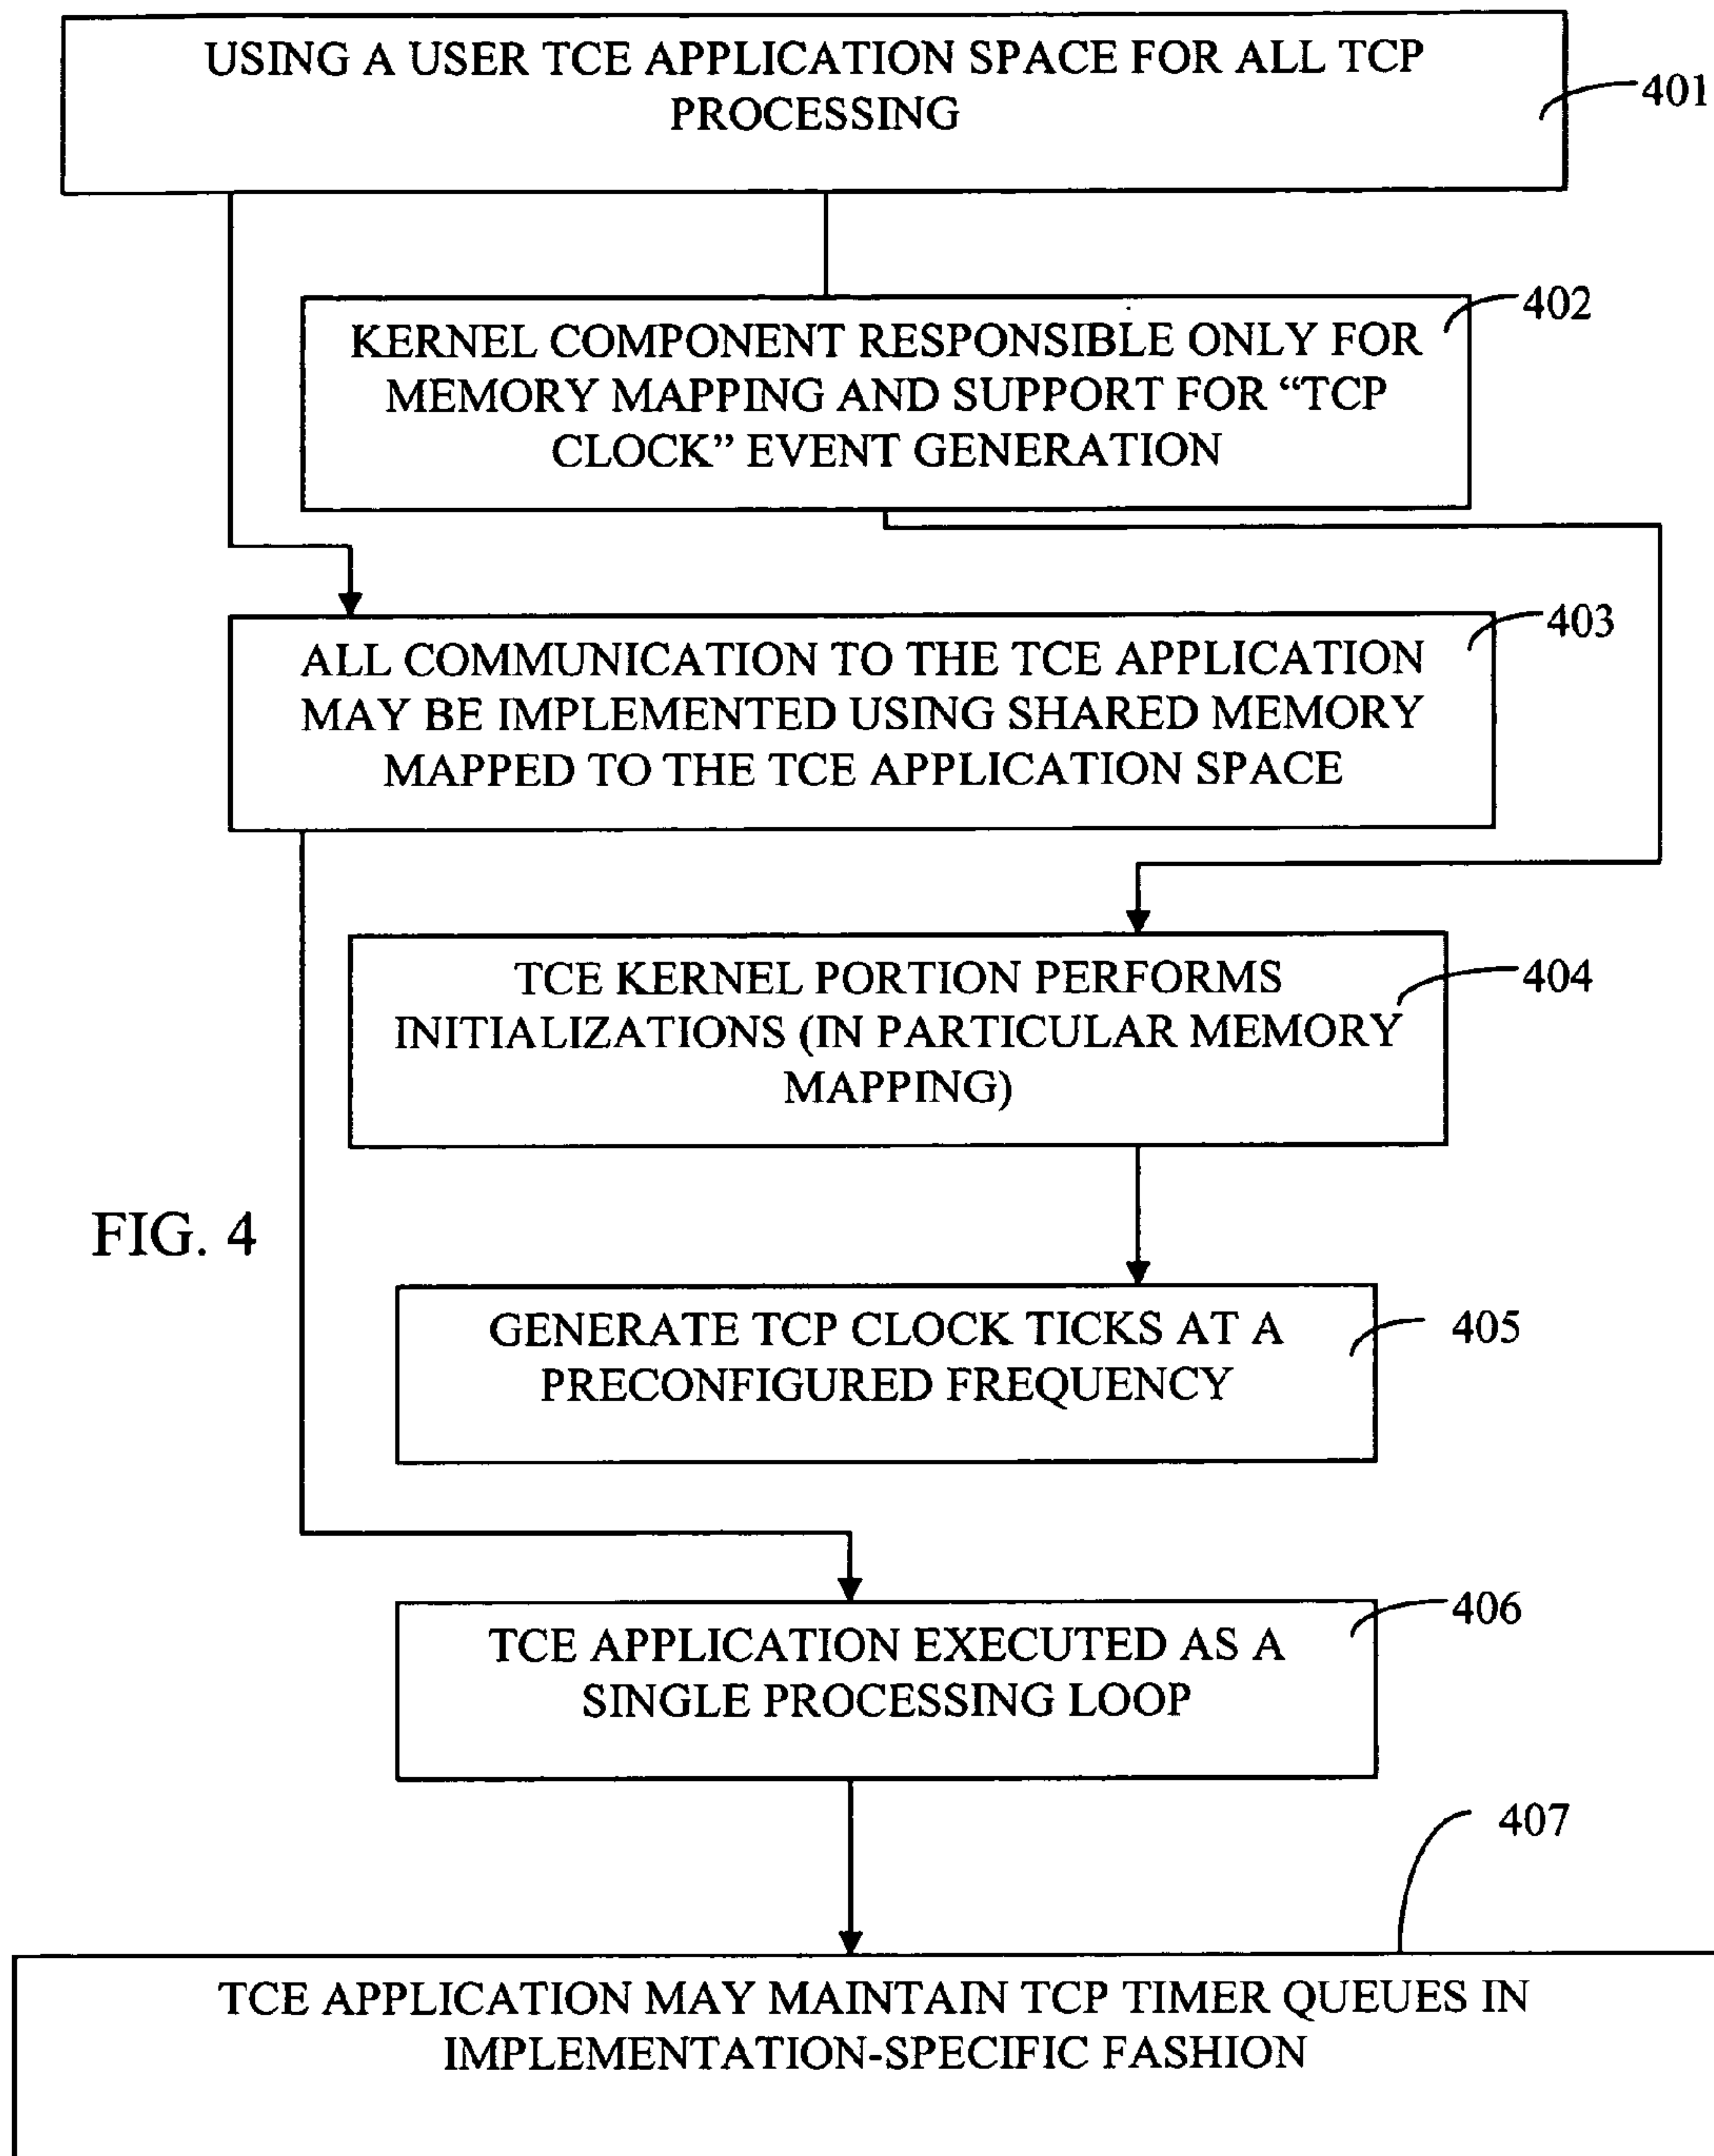 USING A USER TCE APPLICATION SPACE FOR ALL TCP
PROCESSING
401
402
KERNEL COMPONENT RESPONSIBLE ONLY FOR
MEMORY MAPPING AND SUPPORT FOR “TCP
CLOCK” EVENT GENERATION
403
ALL COMMUNICATION TO THE TCE APPLICATION
MAY BE IMPLEMENTED USING SHARED MEMORY
MAPPED TO THE TCE APPLICATION SPACE
TCE KERNEL PORTION PERFORMS
INITIALIZATIONS (IN PARTICULAR MEMORY
MAPPING)
404
FIG. 4
GENERATE TCP CLOCK TICKS AT A
PRECONFIGURED FREQUENCY
405
406
TCE APPLICATION EXECUTED AS A
SINGLE PROCESSING LOOP
407
TCE APPLICATION MAY MAINTAIN TCP TIMER QUEUES IN
IMPLEMENTATION-SPECIFIC FASHION